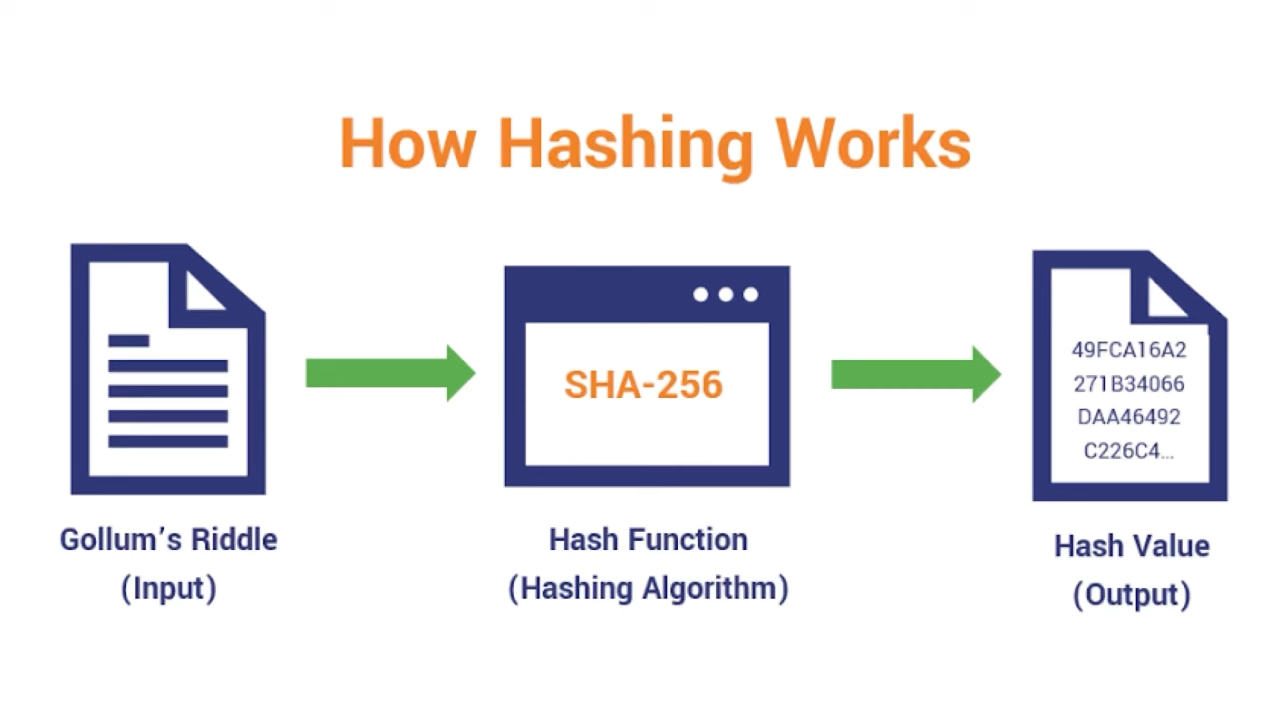 How Hashing Works
SHA-256
49FCA16A2
271B34066
DAA46492
C226C4...
Gollum's Riddle
(Input)
Hash Function
(Hashing Algorithm)
Hash Value
(Output)